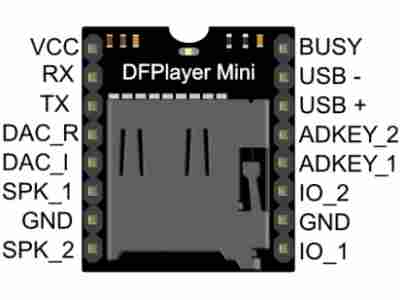 VCC
RX
TX
DAC_R
DAC_I
SPK_1
GND
SPK_2
DFPlayer Mini
BUSY
USB -
USB +
ADKEY_2
ADKEY_1
IO_2
GND
IO_1